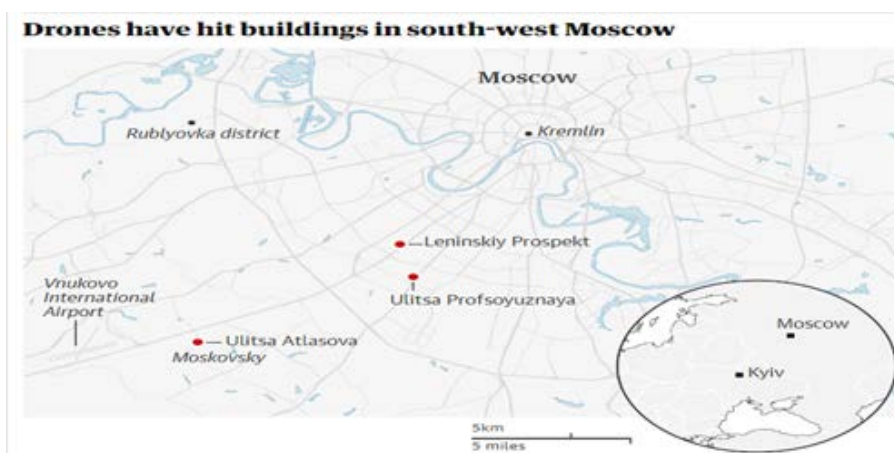 Drones have hit buildings in south-west Moscow
Moscow
Rublyovka district
Kremlin
Leninskiy Prospekt
Ulitsa Profsoyuznaya
Vnukovo
International
Airport
Ulitsa Atlasova
Moskovsky
Moscow
Kyiv
5km
5 miles